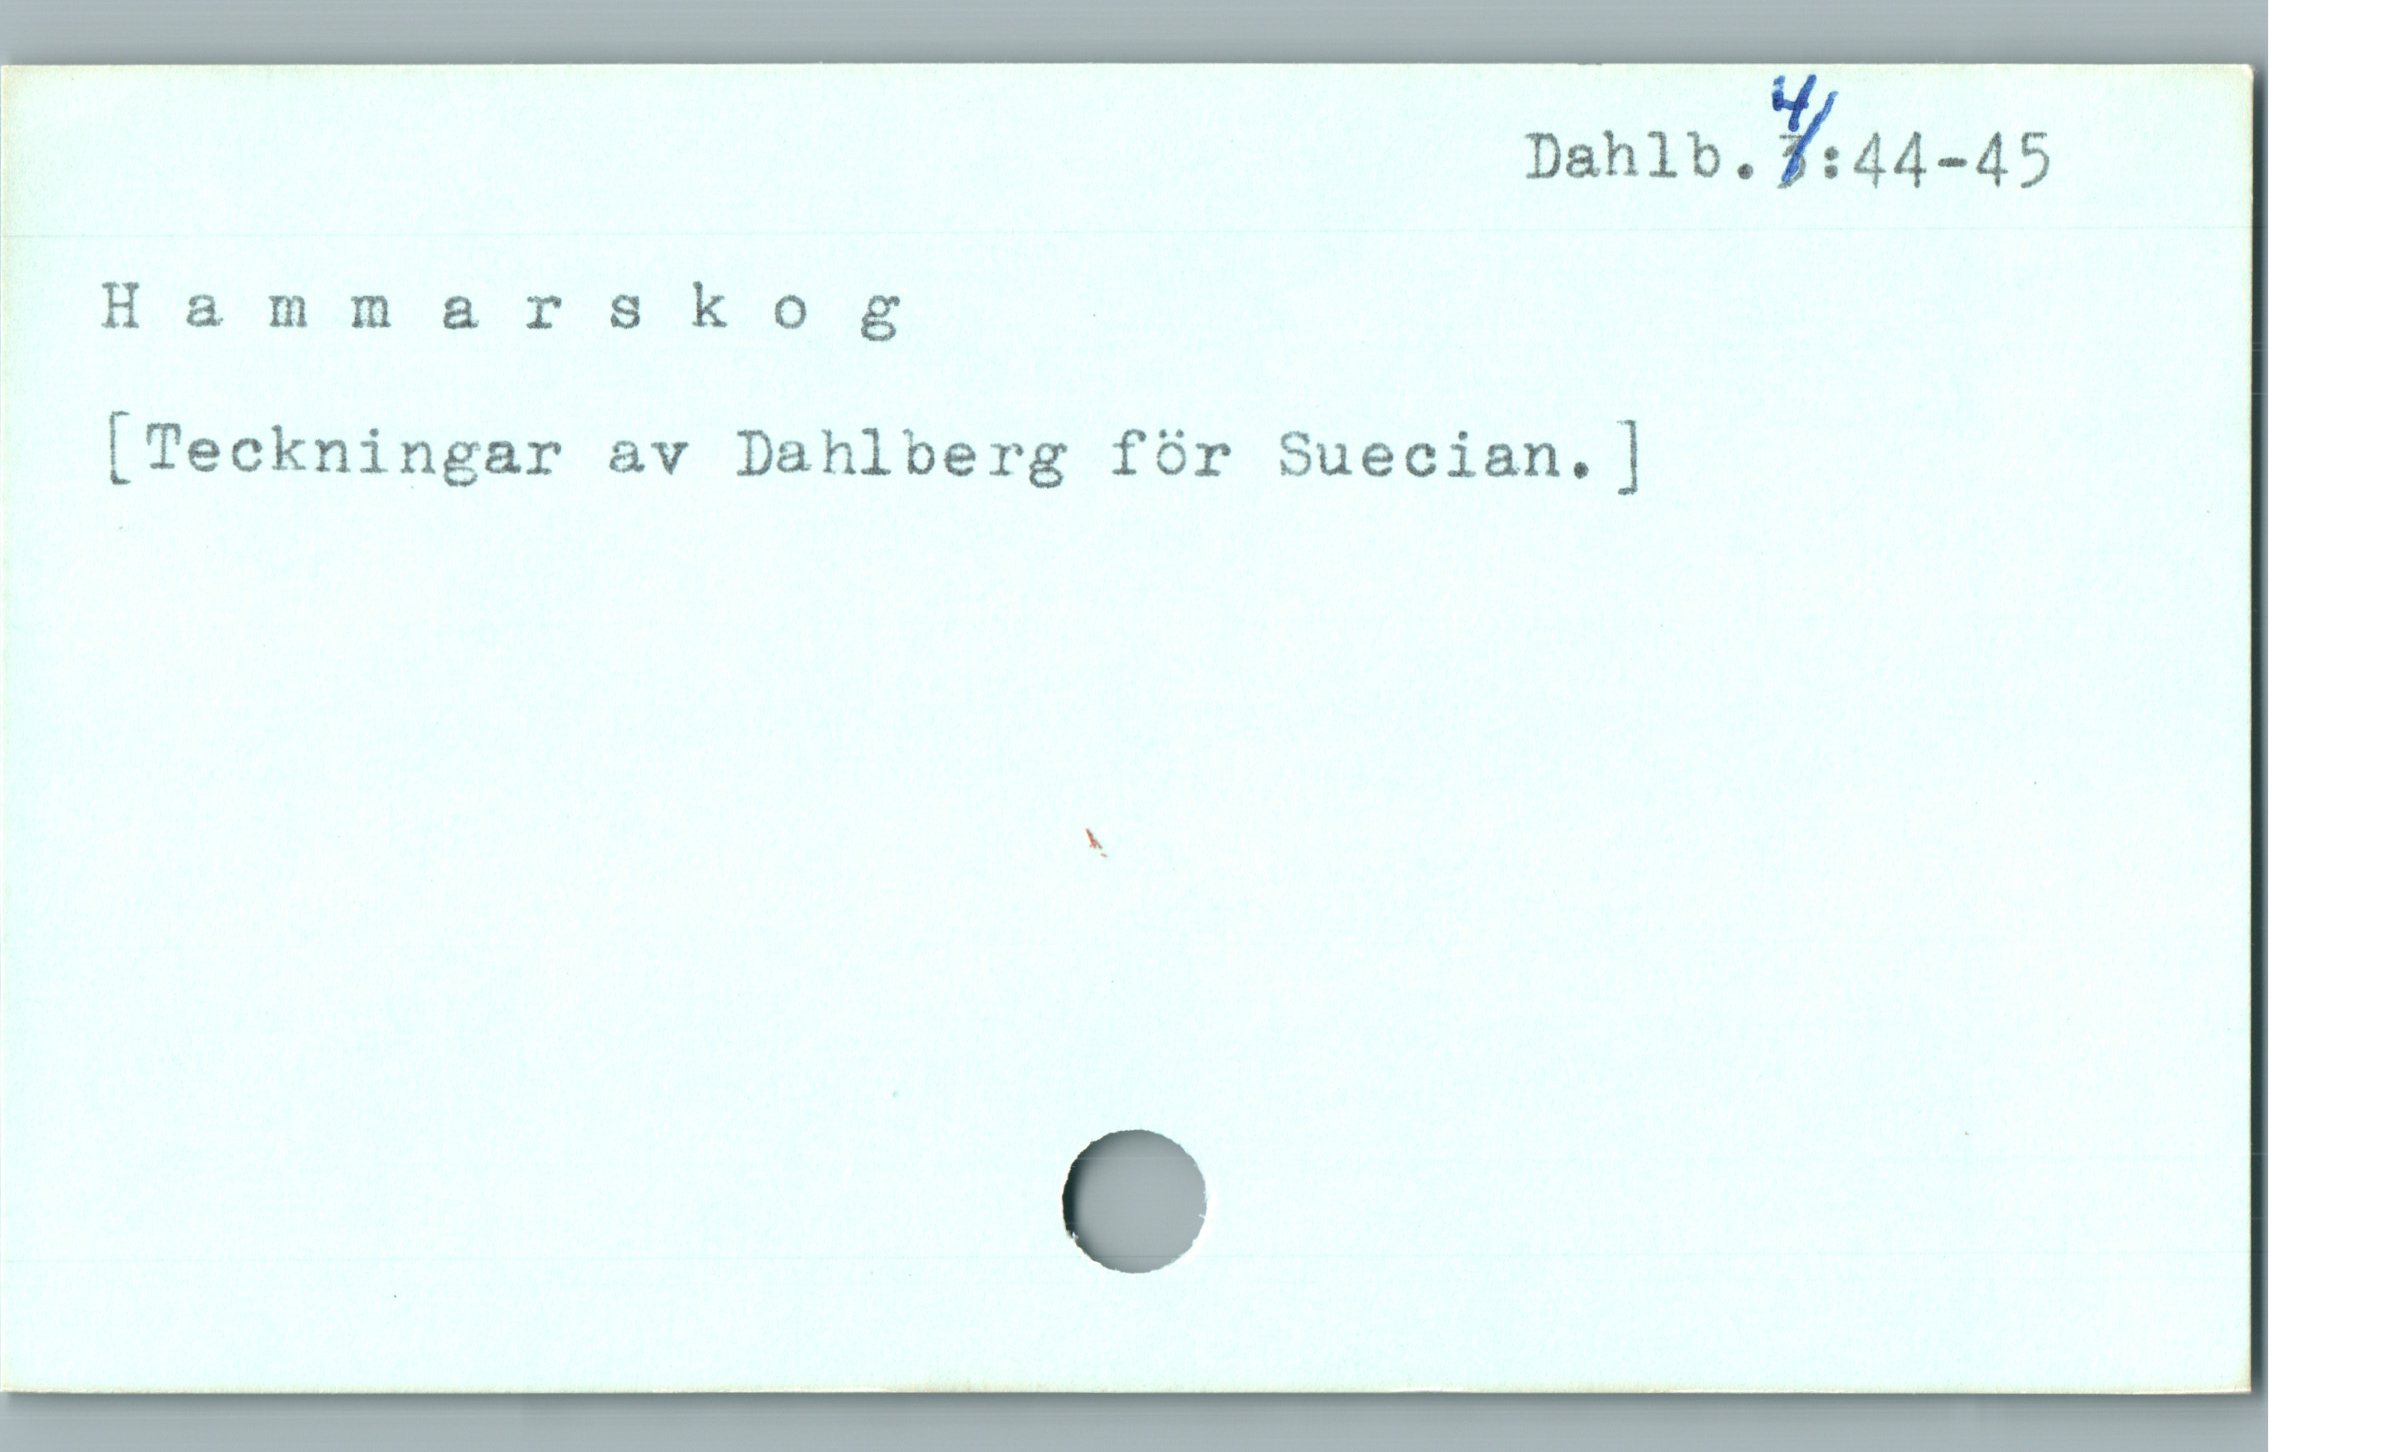 Dahlb. 4:44-45
H a m m a r s k o g
[Teckningar av Dahlberg för Suecian.]